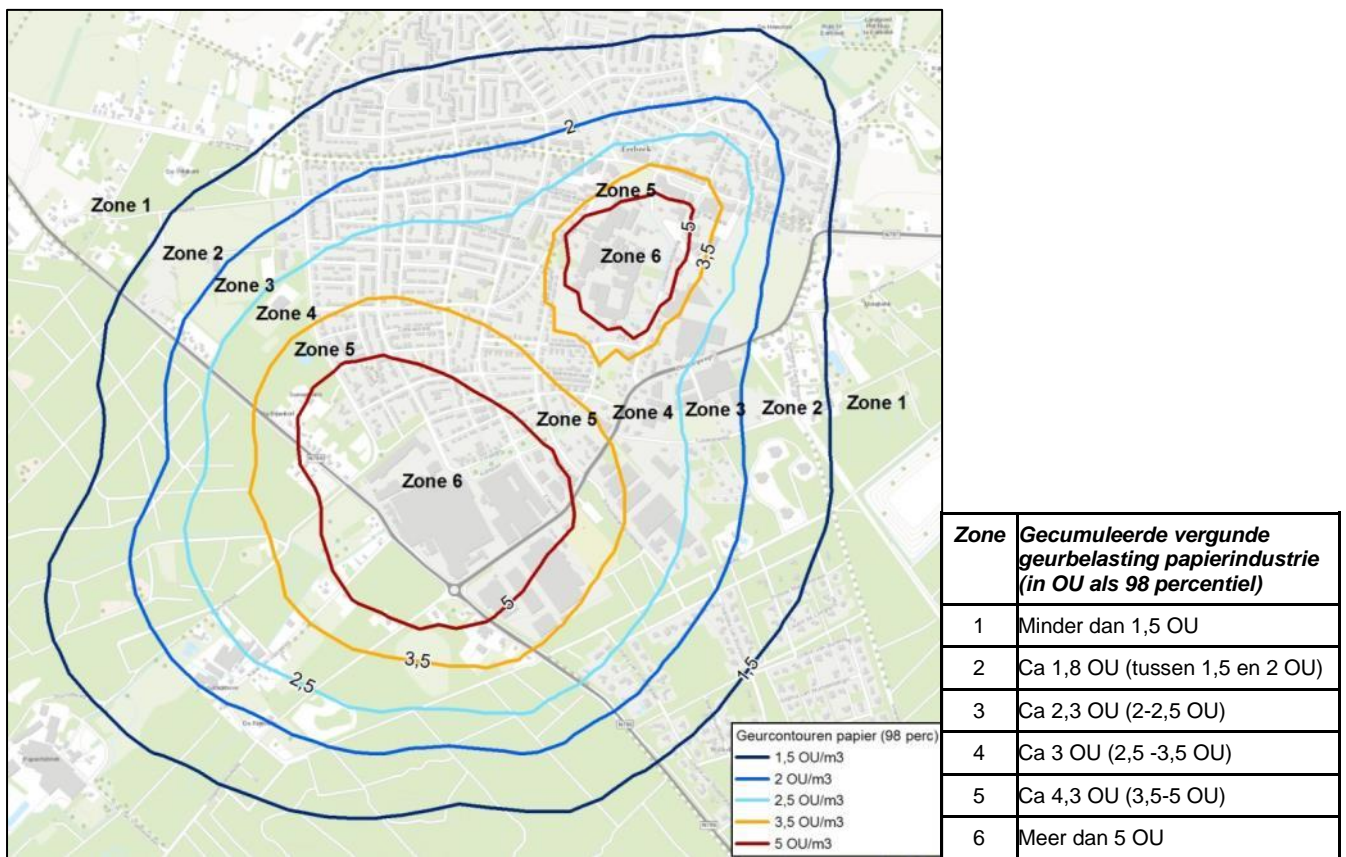 Zone 1
Zone 2
Zone 3
Zone 4
Zone 5
Zone 6
2
Eerbeek
Zone 5
Zone 6
5
3,5
Zone 5
Zone 4
Zone 3
Zone 2
Zone 1
5
3,5
2,5
1,5
Geurcontouren papier (98 perc)
1,5 OU/m3
2 OU/m3
2,5 OU/m3
3,5 OU/m3
5 OU/m3
Zone Gecumuleerde vergunde
geurbelasting papierindustrie
(in OU als 98 percentiel)
1 Minder dan 1,5 OU
2 Ca 1,8 OU (tussen 1,5 en 2 OU)
3 Ca 2,3 OU (2-2,5 OU)
4 Ca 3 OU (2,5 -3,5 OU)
5 Ca 4,3 OU (3,5-5 OU)
6 Meer dan 5 OU